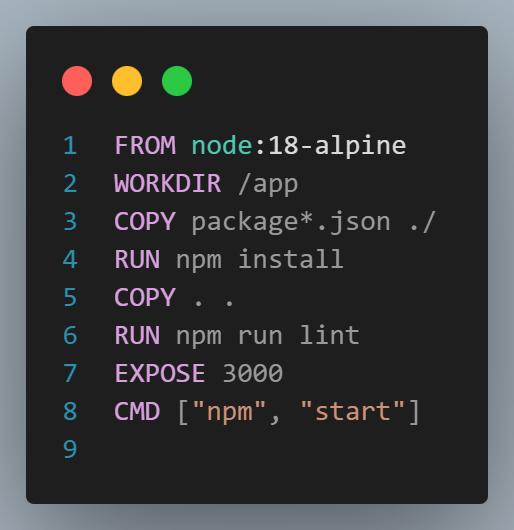 1 FROM node:18-alpine
2 WORKDIR /app
3 COPY package*.json ./
4 RUN npm install
5 COPY . .
6 RUN npm run lint
7 EXPOSE 3000
8 CMD ["npm", "start"]
9